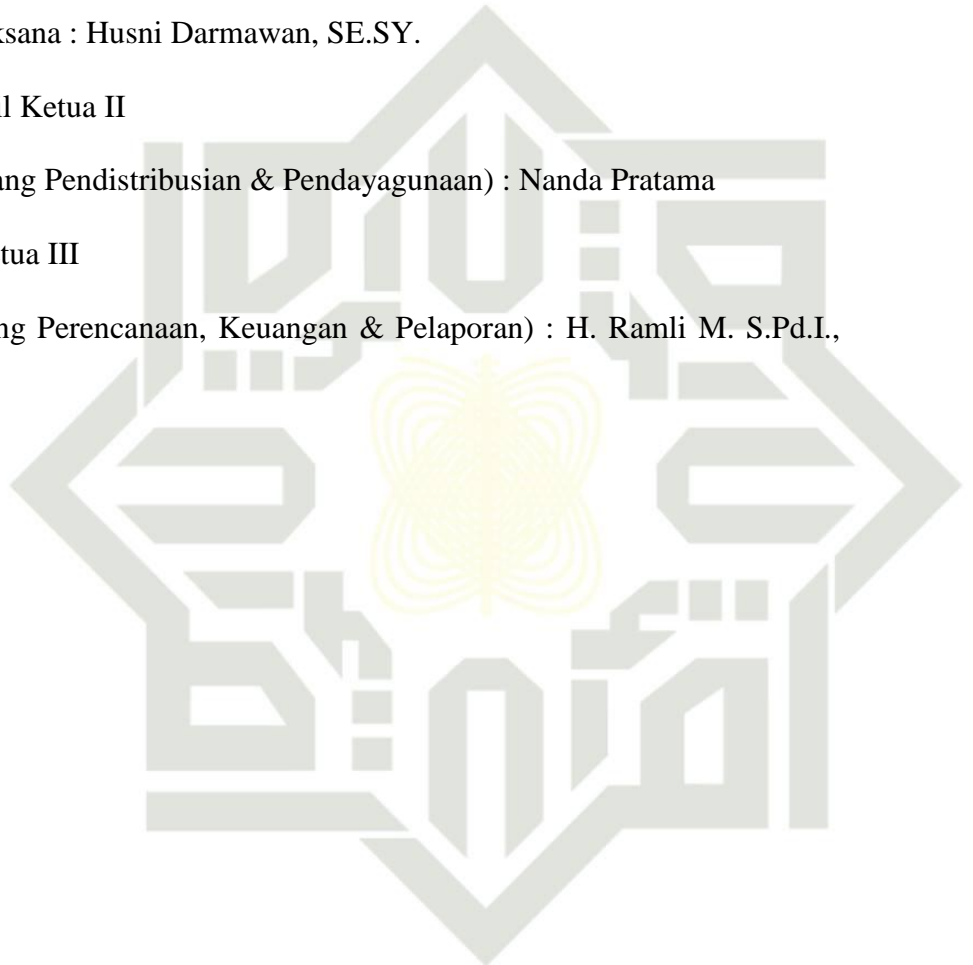 ksana : Husni Darmawan, SE.SY.
il Ketua II
ang Pendistribusian & Pendayagunaan) : Nanda Pratama
tua III
ng Perencanaan, Keuangan & Pelaporan) : H. Ramli M. S.Pd.I.,